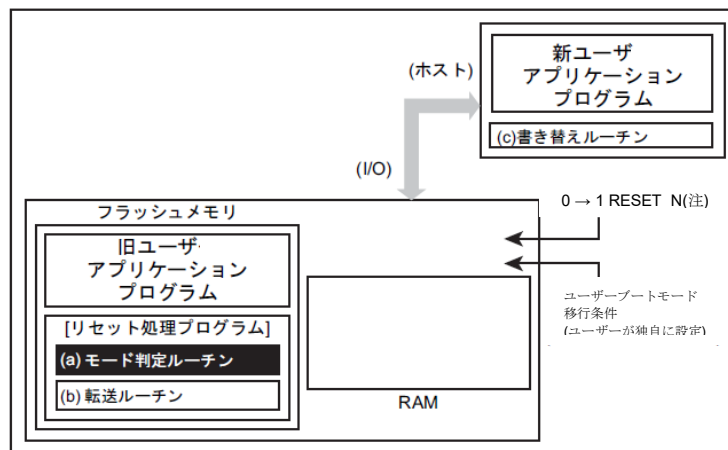 (ホスト)
新ユーザ
アプリケーション
プログラム
(c)書き替えルーチン
(I/O)
0 → 1 RESET N(注)
ユーザーブートモード
移行条件
(ユーザーが独自に設定)
フラッシュメモリ
旧ユーザ
アプリケーション
プログラム
[リセット処理プログラム]
(a) モード判定ルーチン
(b) 転送ルーチン
RAM